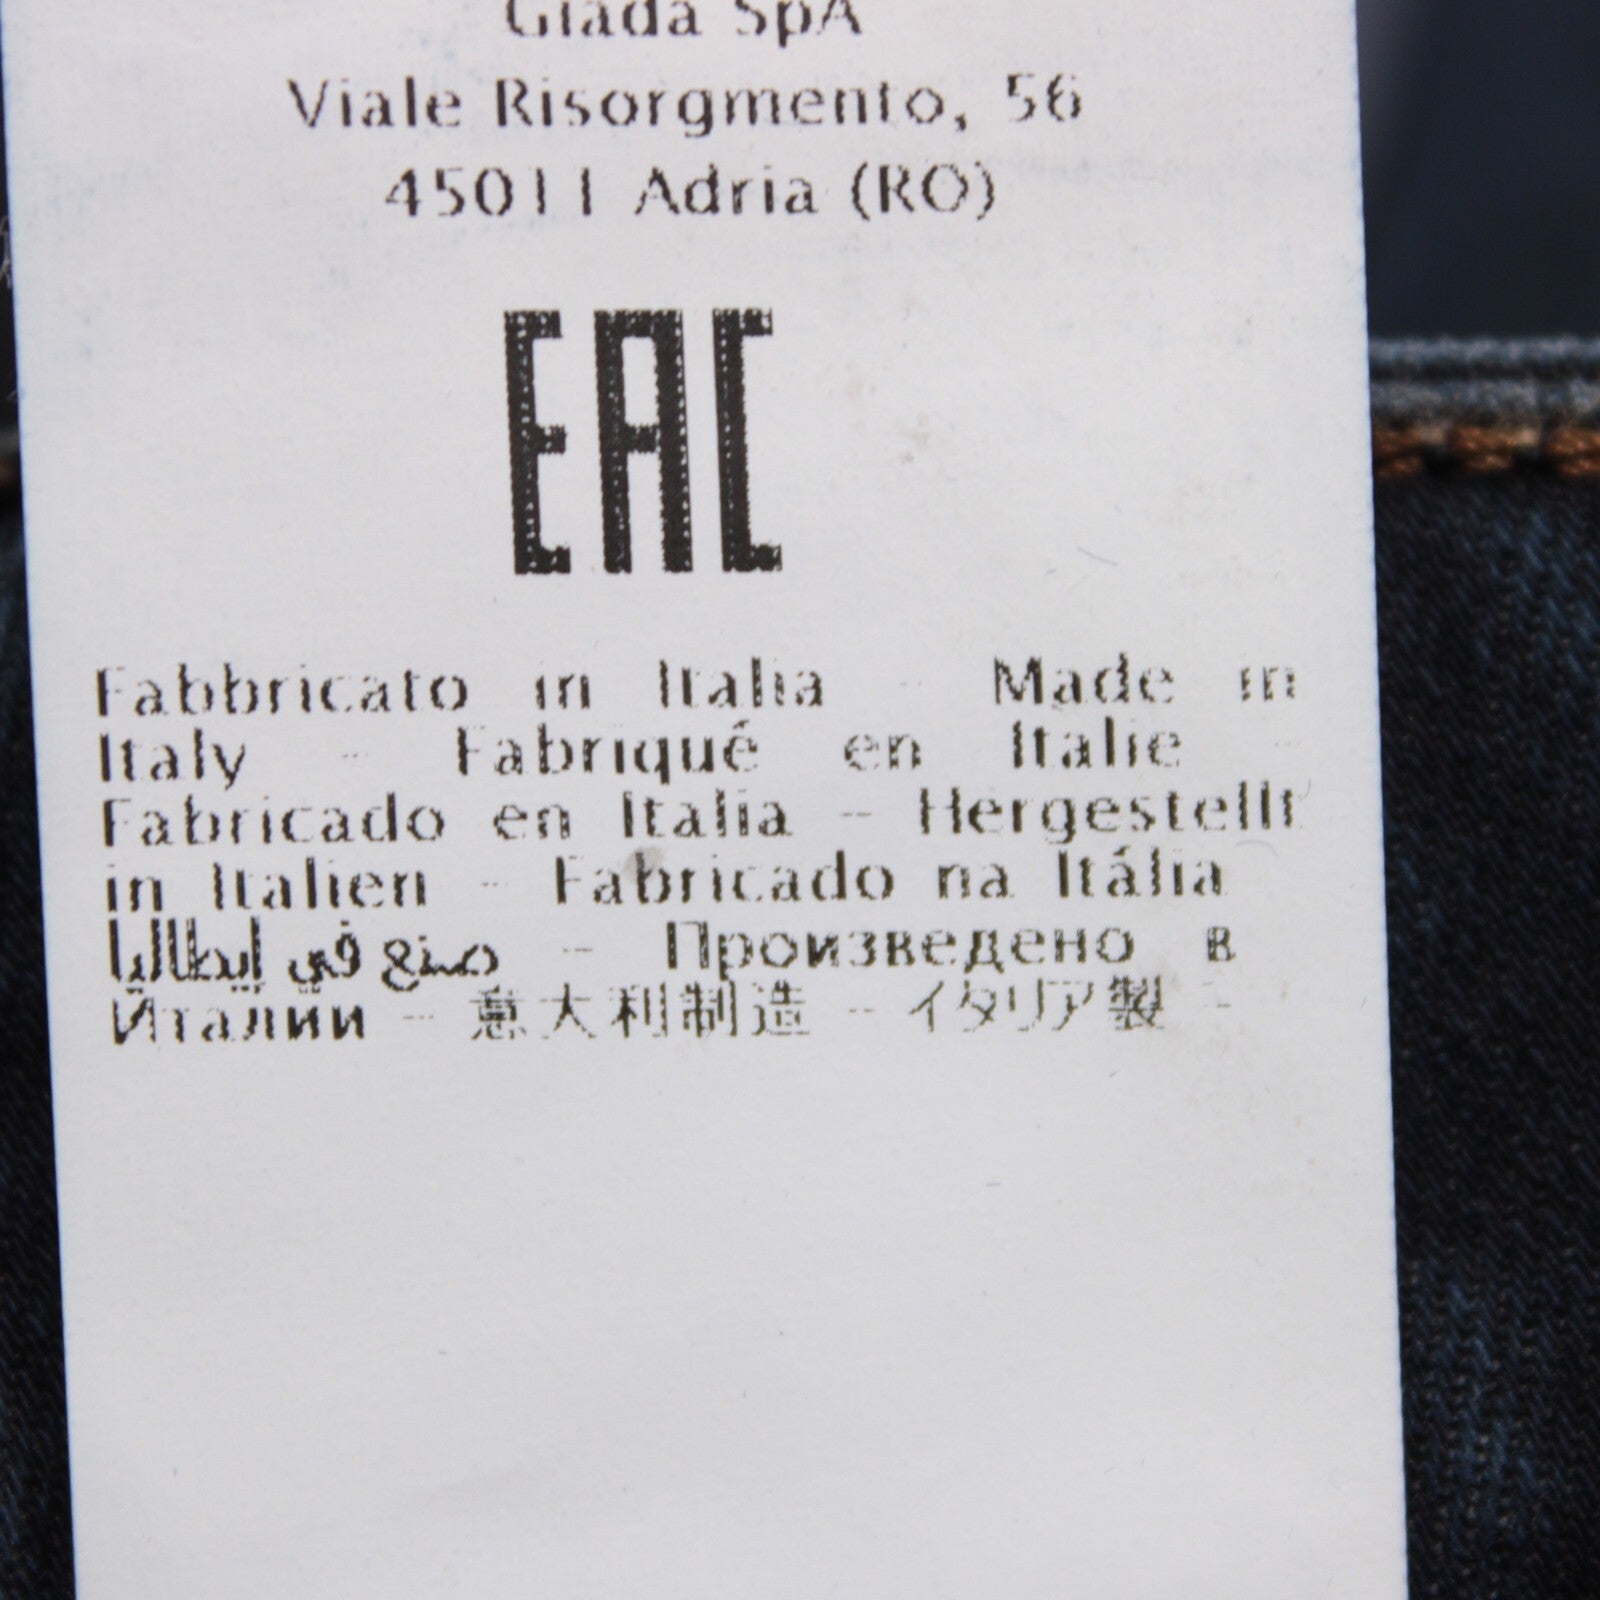 Giada SpA
Viale Risorgmento, 56
45011 Adria (RO)
EAC
Fabbricato in Italia - Made in
Italy - Fabriqué en Italie -
Fabricado en Italia - Hergestellt
in Italien - Fabricado na Itália
صنع في إيطاليا - Произведено в
Италии - 意大利制造 - イタリア製 -